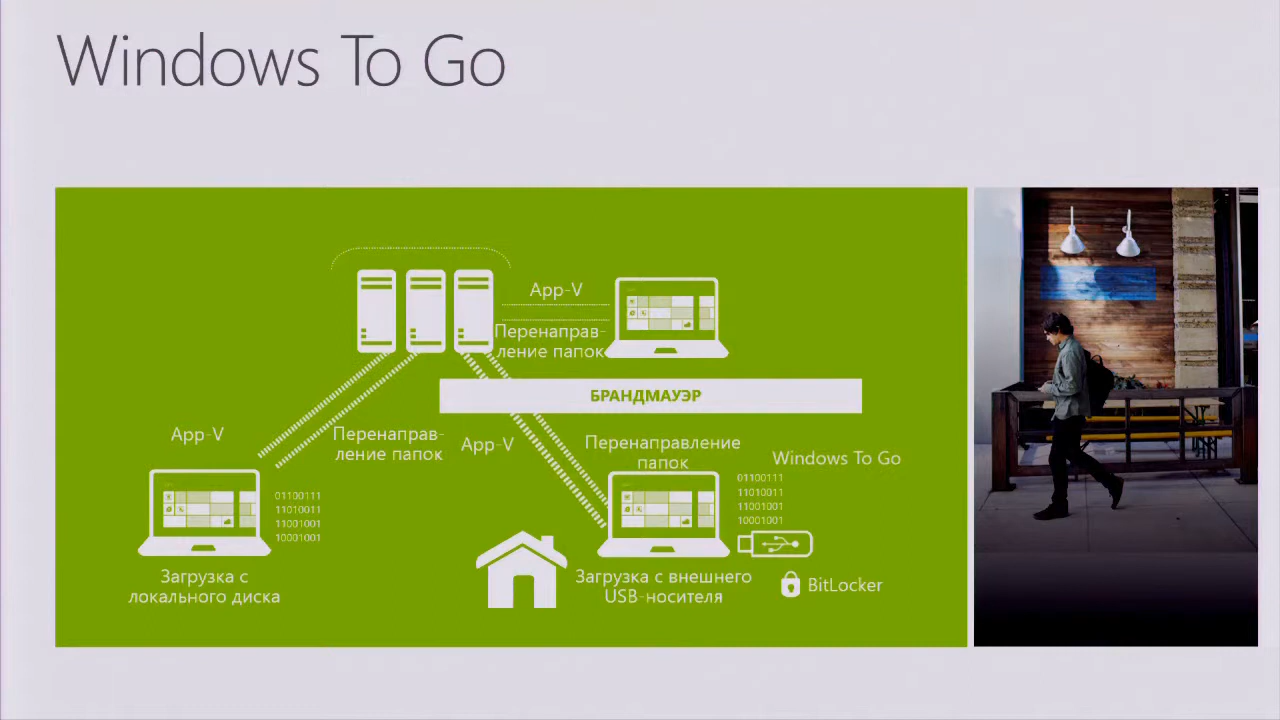 Windows To Go
App-V
Перенаправ-
ление папок
БРАНДМАУЭР
App-V
Перенаправ-
ление папок
App-V
Перенаправление
папок
Windows To Go
01100111
11010011
11001001
10001001
01100111
11010011
11001001
10001001
Загрузка с
локального диска
Загрузка с внешнего
USB-носителя
BitLocker